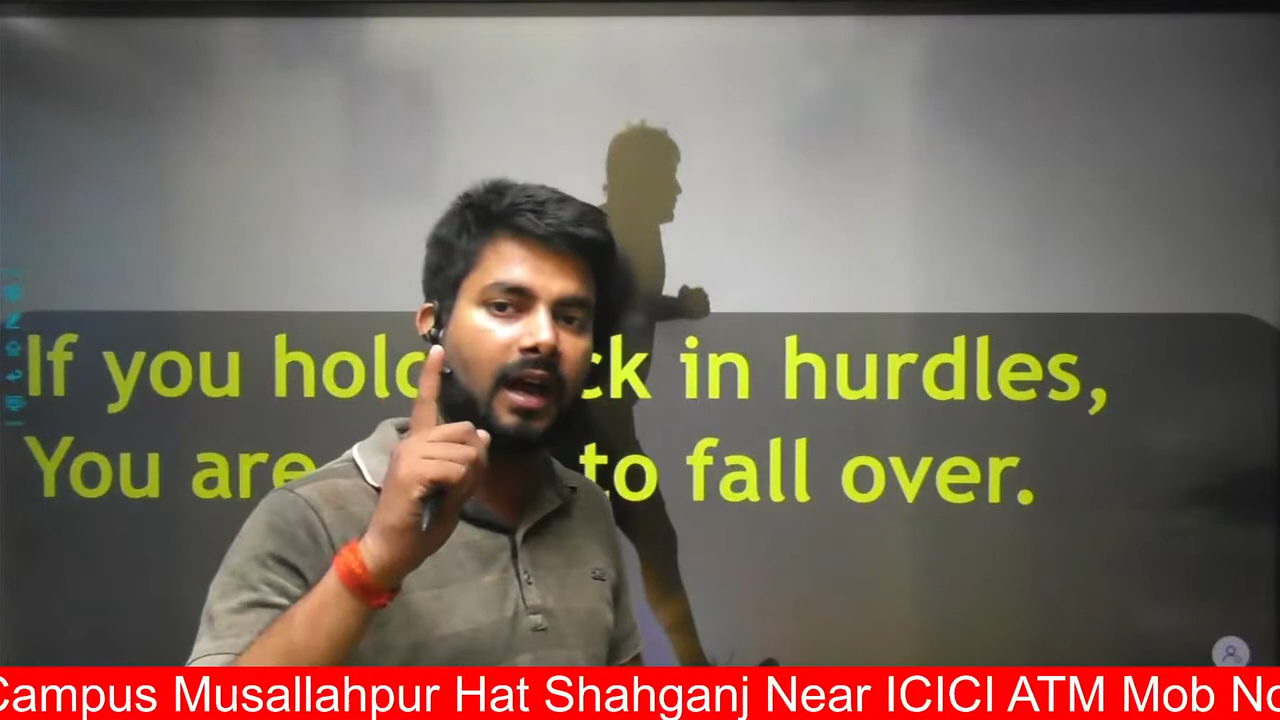 If you hold ck in hurdles,
You are to fall over.
Campus Musallahpur Hat Shahganj Near ICICI ATM Mob No